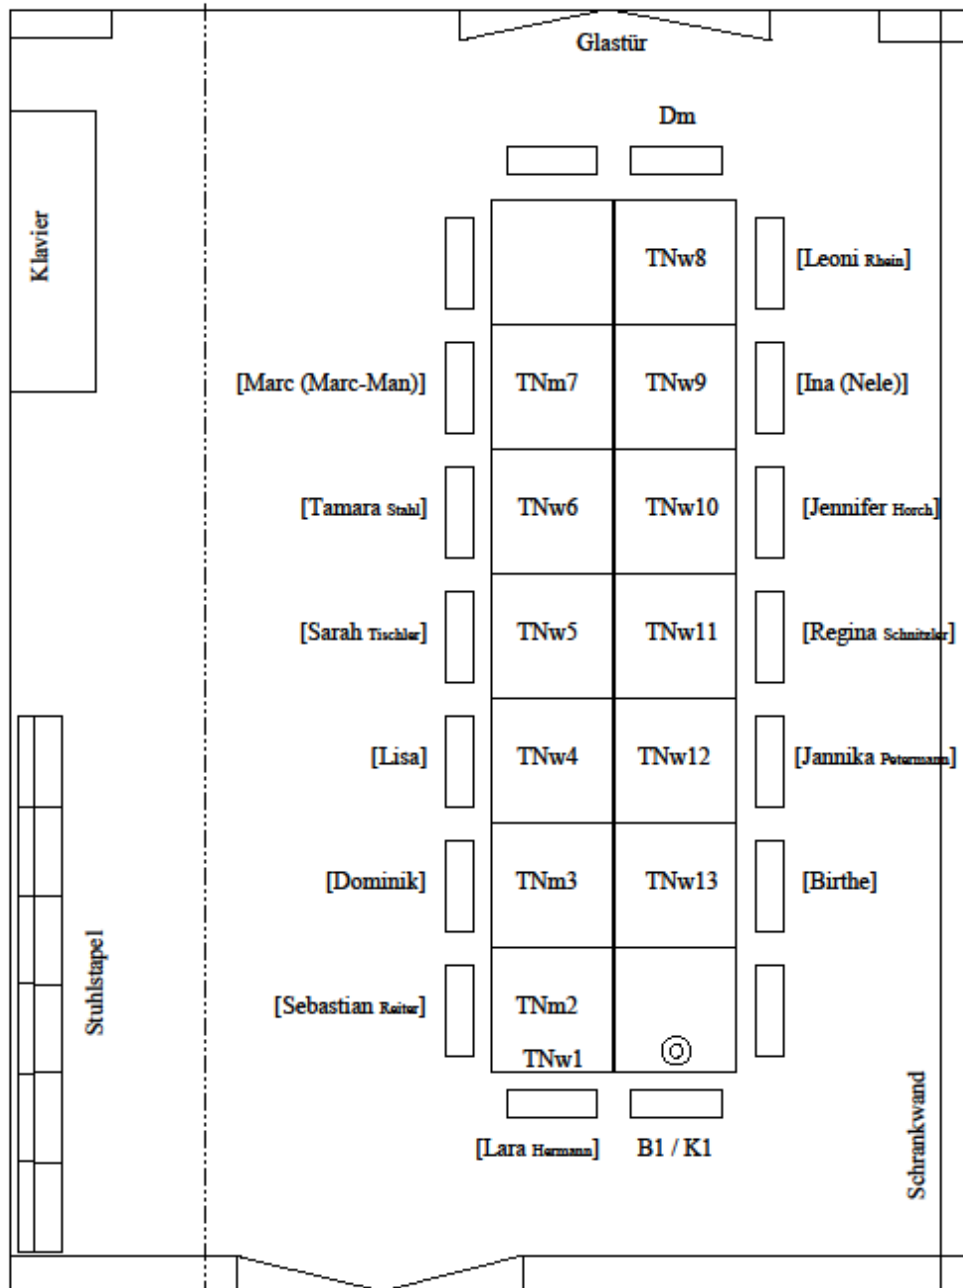 Glastür
Dm
Klavier
TNw8 [Leoni Rhein]
[Marc (Marc-Man)] TNm7 TNw9 [Ina (Nele)]
[Tamara Stahl] TNw6 TNw10 [Jennifer Horch]
[Sarah Tischler] TNw5 TNw11 [Regina Schnitzler]
[Lisa] TNw4 TNw12 [Jannika Petermann]
[Dominik] TNm3 TNw13 [Birthe]
Stuhlstapel
[Sebastian Reiter] TNm2
TNw1
[Lara Hermann] B1 / K1
Schrankwand